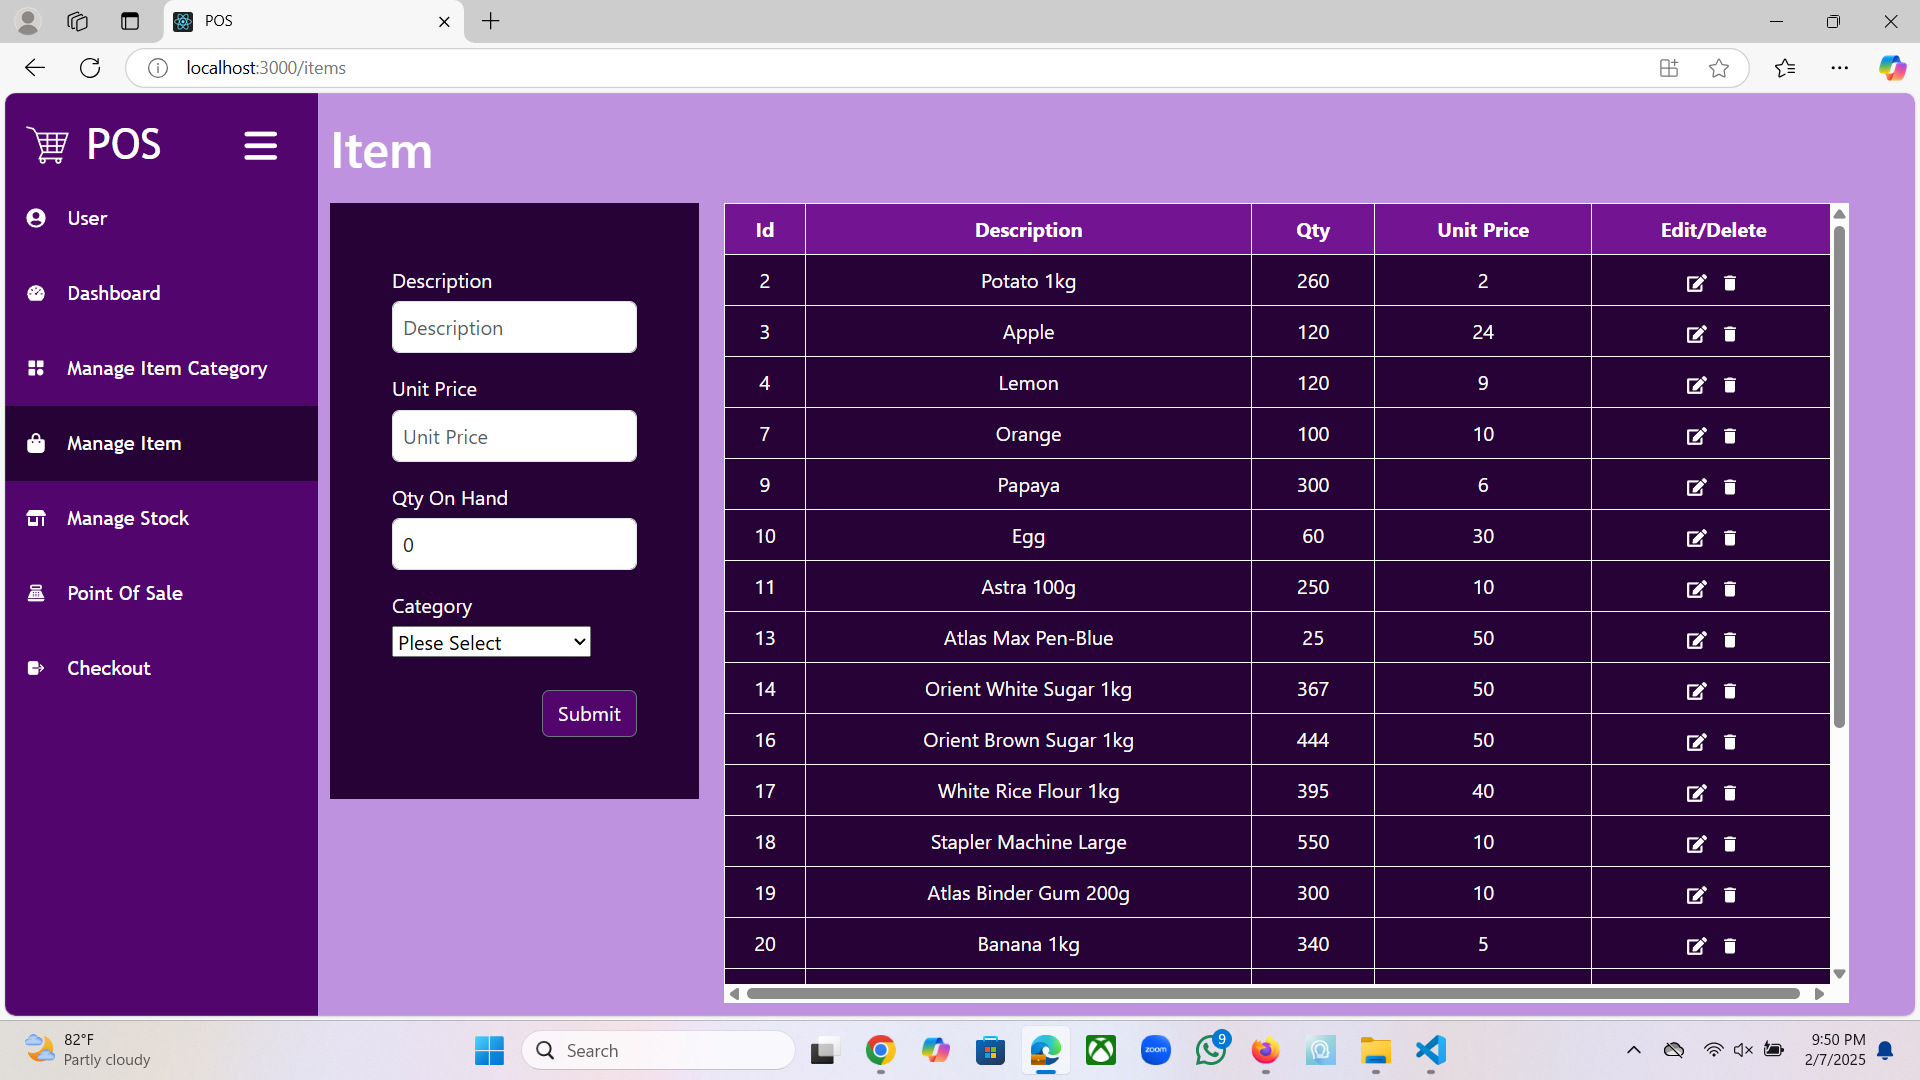 POS
localhost:3000/items
POS
User
Dashboard
Manage Item Category
Manage Item
Manage Stock
Point Of Sale
Checkout
Item
Description
Description
Unit Price
Unit Price
Qty On Hand
0
Category
Plese Select
Submit
Id Description Qty Unit Price Edit/Delete
2 Potato 1kg 260 2
3 Apple 120 24
4 Lemon 120 9
7 Orange 100 10
9 Papaya 300 6
10 Egg 60 30
11 Astra 100g 250 10
13 Atlas Max Pen-Blue 25 50
14 Orient White Sugar 1kg 367 50
16 Orient Brown Sugar 1kg 444 50
17 White Rice Flour 1kg 395 40
18 Stapler Machine Large 550 10
19 Atlas Binder Gum 200g 300 10
20 Banana 1kg 340 5
82°F
Partly cloudy
Search
zoom
9
9:50 PM
2/7/2025